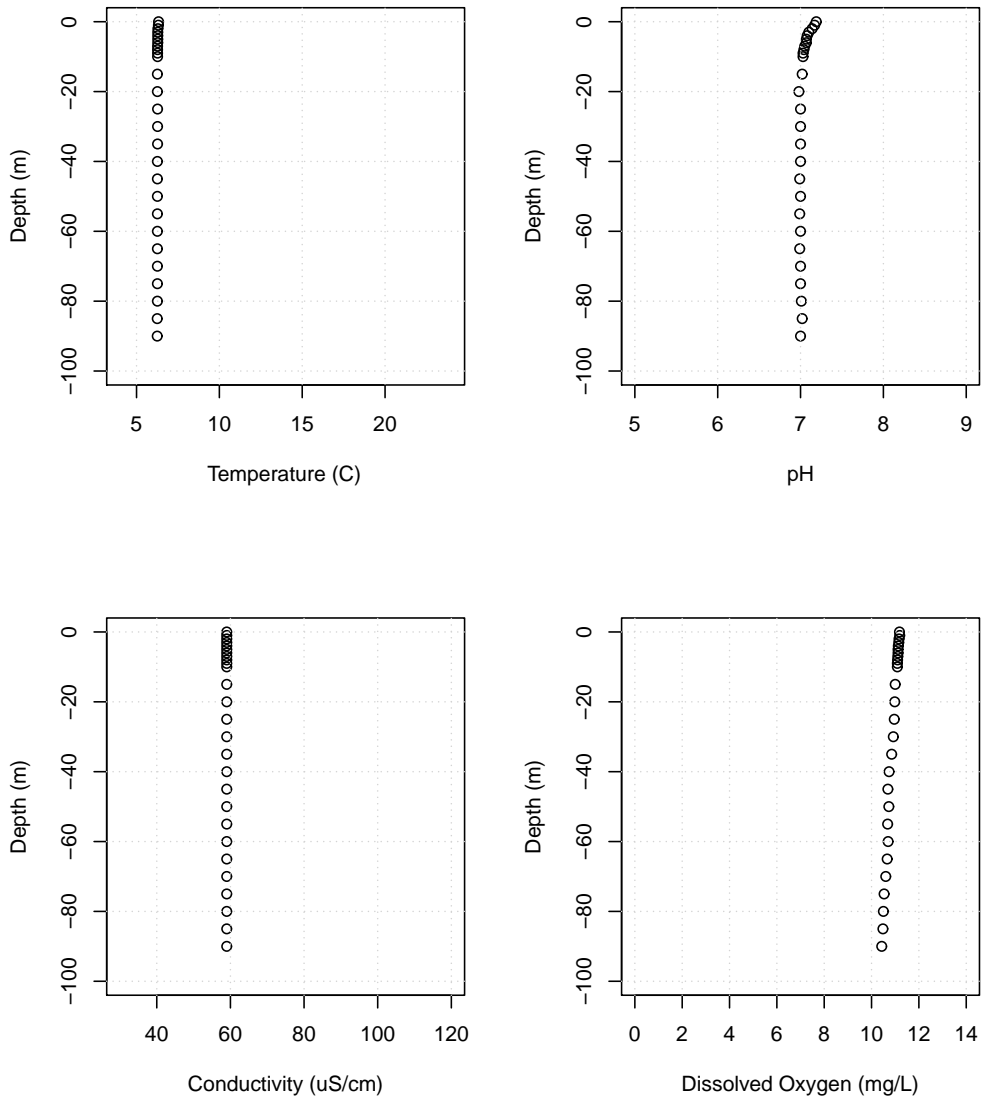 0
−20
−40
−60
−80
−100
Depth (m)
5 10 15 20
Temperature (C)
0
−20
−40
−60
−80
−100
Depth (m)
5 6 7 8 9
pH
0
−20
−40
−60
−80
−100
Depth (m)
40 60 80 100 120
Conductivity (uS/cm)
0
−20
−40
−60
−80
−100
Depth (m)
0 2 4 6 8 10 12 14
Dissolved Oxygen (mg/L)